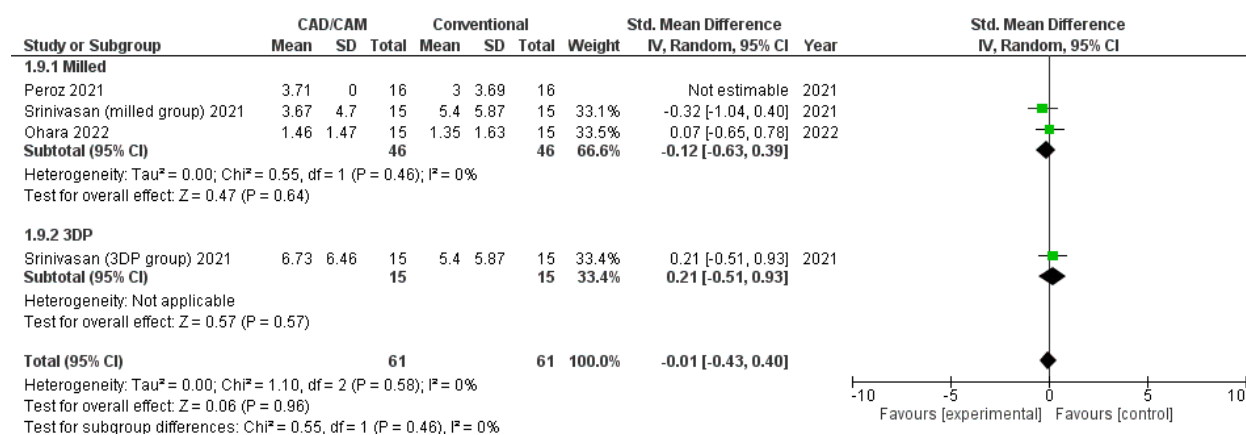 CAD/CAM Conventional Std. Mean Difference Std. Mean Difference
Study or Subgroup Mean SD Total Mean SD Total Weight IV, Random, 95% CI Year IV, Random, 95% CI
1.9.1 Milled
Peroz 2021 3.71 0 16 3 3.69 16 Not estimable 2021
Srinivasan (milled group) 2021 3.67 4.7 15 5.4 5.87 15 33.1% -0.32 [-1.04, 0.40] 2021
Ohara 2022 1.46 1.47 15 1.35 1.63 15 33.5% 0.07 [-0.65, 0.78] 2022
Subtotal (95% CI) 46 46 66.6% -0.12 [-0.63, 0.39]
Heterogeneity: Tau² = 0.00; Chi² = 0.55, df = 1 (P = 0.46); I² = 0%
Test for overall effect: Z = 0.47 (P = 0.64)
1.9.2 3DP
Srinivasan (3DP group) 2021 6.73 6.46 15 5.4 5.87 15 33.4% 0.21 [-0.51, 0.93] 2021
Subtotal (95% CI) 15 15 33.4% 0.21 [-0.51, 0.93]
Heterogeneity: Not applicable
Test for overall effect: Z = 0.57 (P = 0.57)
Total (95% CI) 61 61 100.0% -0.01 [-0.43, 0.40]
Heterogeneity: Tau² = 0.00; Chi² = 1.10, df = 2 (P = 0.58); I² = 0%
Test for overall effect: Z = 0.06 (P = 0.96)
Test for subgroup differences: Chi² = 0.55, df = 1 (P = 0.46), I² = 0%
-10 -5 0 5 10
Favours [experimental] Favours [control]